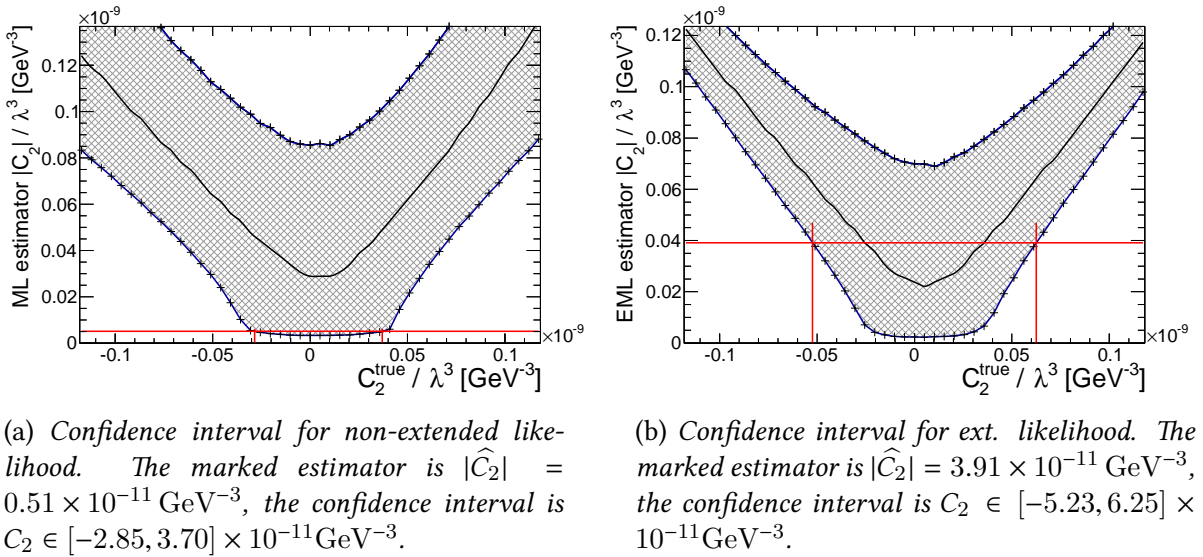 ×10⁻⁹
ML estimator |C₂| / λ³ [GeV⁻³]
0.12
0.1
0.08
0.06
0.04
0.02
0
-0.1 -0.05 0 0.05 0.1
×10⁻⁹
C₂ᵗʳᵘᵉ / λ³ [GeV⁻³]
×10⁻⁹
EML estimator |C₂| / λ³ [GeV⁻³]
0.12
0.1
0.08
0.06
0.04
0.02
0
-0.1 -0.05 0 0.05 0.1
×10⁻⁹
C₂ᵗʳᵘᵉ / λ³ [GeV⁻³]
(a) Confidence interval for non-extended like-
lihood. The marked estimator is |Ĉ₂| =
0.51 × 10⁻¹¹ GeV⁻³, the confidence interval is
C₂ ∈ [−2.85, 3.70] × 10⁻¹¹GeV⁻³.
(b) Confidence interval for ext. likelihood. The
marked estimator is |Ĉ₂| = 3.91 × 10⁻¹¹ GeV⁻³,
the confidence interval is C₂ ∈ [−5.23, 6.25] ×
10⁻¹¹GeV⁻³.